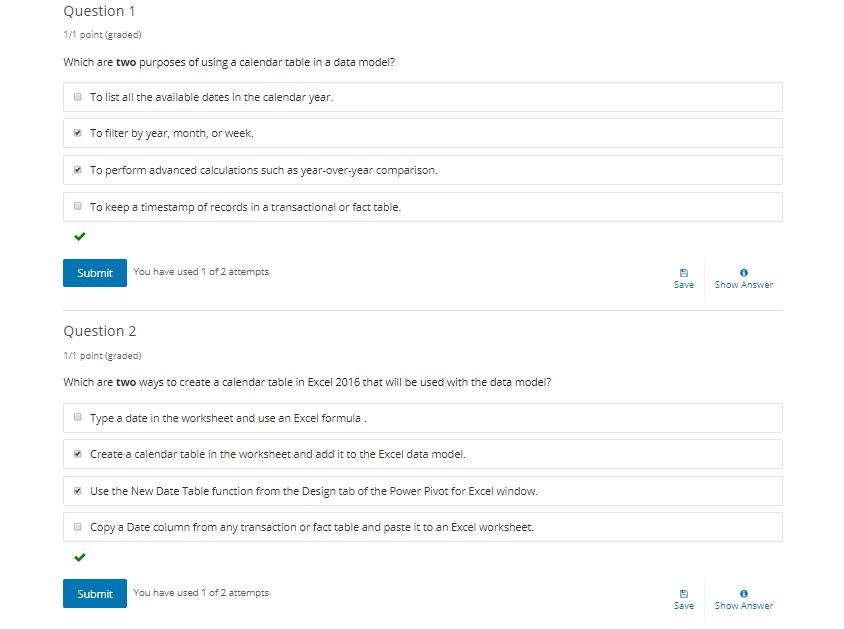 Question 1
1/1 point (graded)
Which are two purposes of using a calendar table in a data model?
To list all the available dates in the calendar year.
To filter by year, month, or week.
To perform advanced calculations such as year-over-year comparison.
To keep a timestamp of records in a transactional or fact table.
Submit You have used 1 of 2 attempts
Save Show Answer
Question 2
1/1 point (graded)
Which are two ways to create a calendar table in Excel 2016 that will be used with the data model?
Type a date in the worksheet and use an Excel formula .
Create a calendar table in the worksheet and add it to the Excel data model.
Use the New Date Table function from the Design tab of the Power Pivot for Excel window.
Copy a Date column from any transaction or fact table and paste it to an Excel worksheet.
Submit You have used 1 of 2 attempts
Save Show Answer